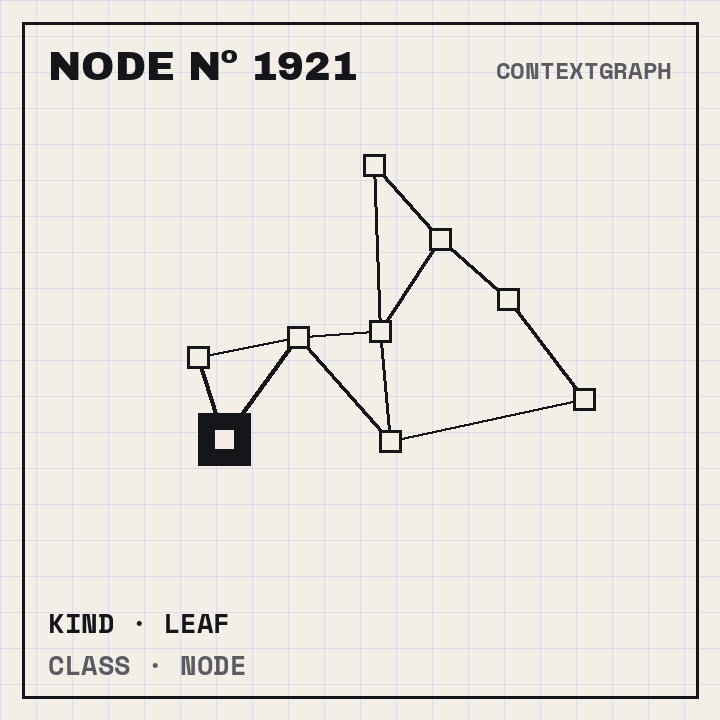 NODE Nº 1921
CONTEXTGRAPH
KIND · LEAF
CLASS · NODE